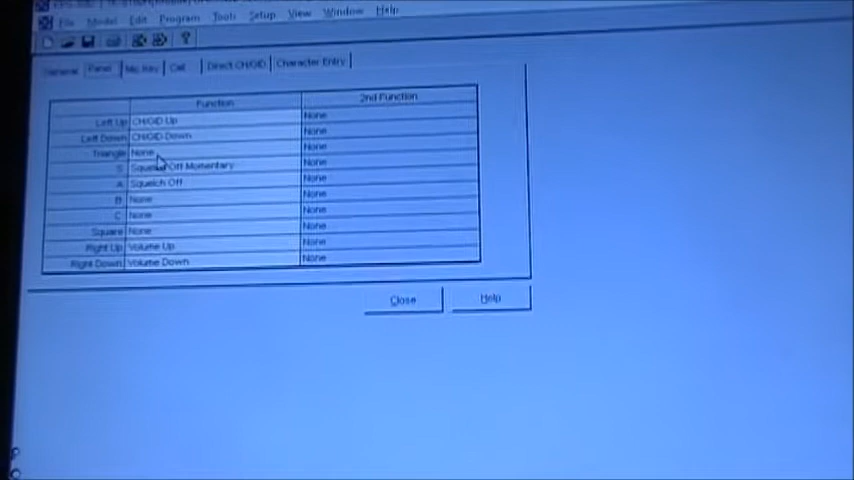 File Model Edit Program Tools Setup View Window Help
General Panel Mic Key Call Direct CH/GID Character Entry
Function 2nd Function
Left Up CH/GID Up None
Left Down CH/GID Down None
Triangle None None
S Squelch Off Momentary None
A Squelch Off None
B None None
C None None
Square None None
Right Up Volume Up None
Right Down Volume Down None
Close Help